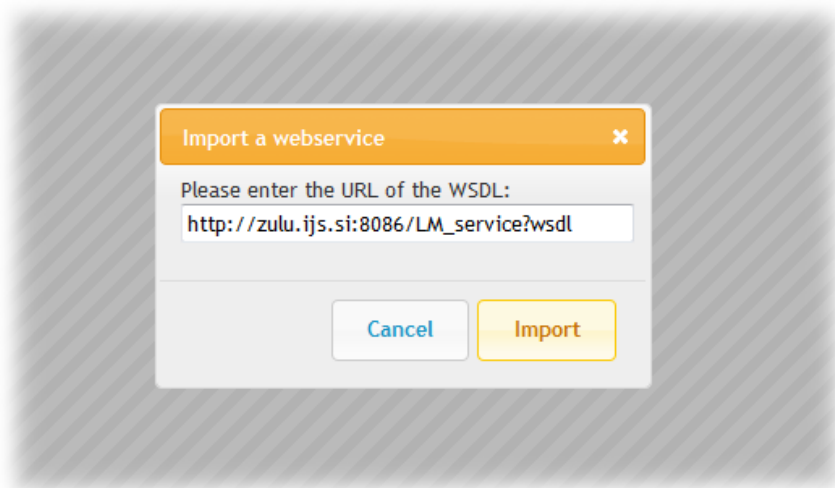 Import a webservice
Please enter the URL of the WSDL:
http://zulu.ijs.si:8086/LM_service?wsdl
Cancel Import